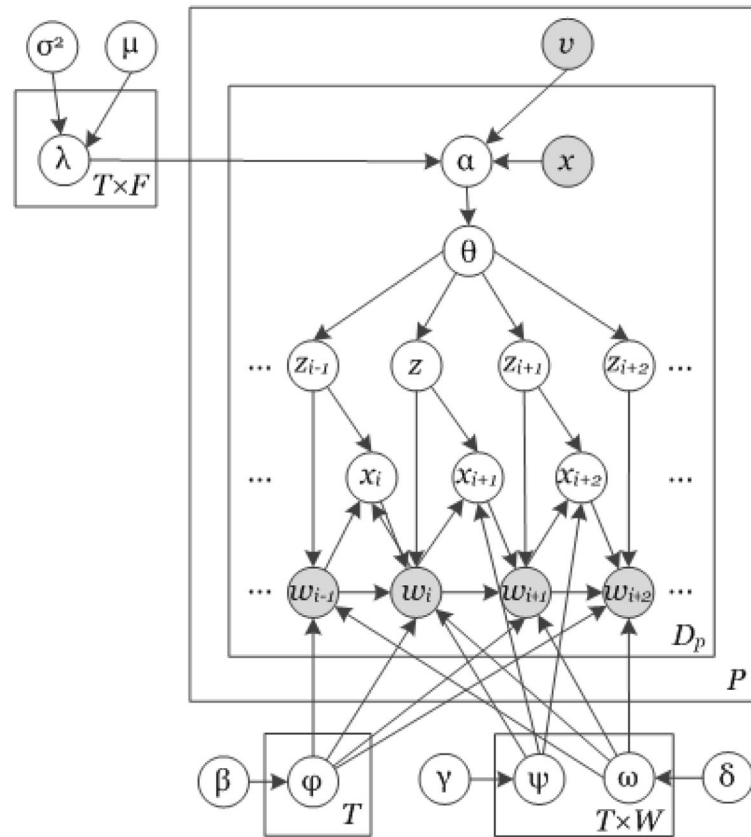 σ² μ υ
λ α x
T×F
θ
... z_{i-1} z z_{i+1} z_{i+2} ...
... x_i x_{i+1} x_{i+2} ...
... w_{i-1} w_i w_{i+1} w_{i+2} ...
D_p
P
β φ γ ψ ω δ
T T×W